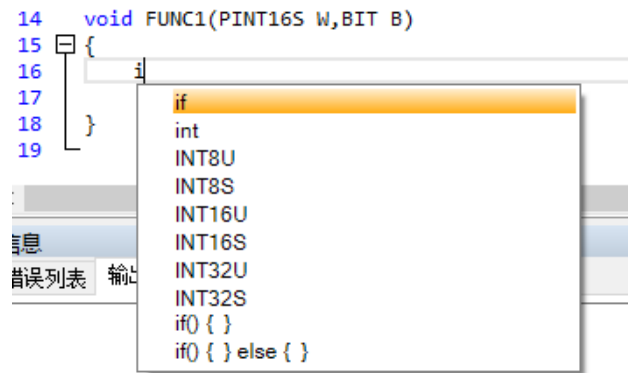 14 void FUNC1(PINT16S W,BIT B)
15 {
16 i
17
18 }
19
if
int
INT8U
INT8S
INT16U
INT16S
INT32U
INT32S
if() { }
if() { } else { }
信息
错误列表 输出